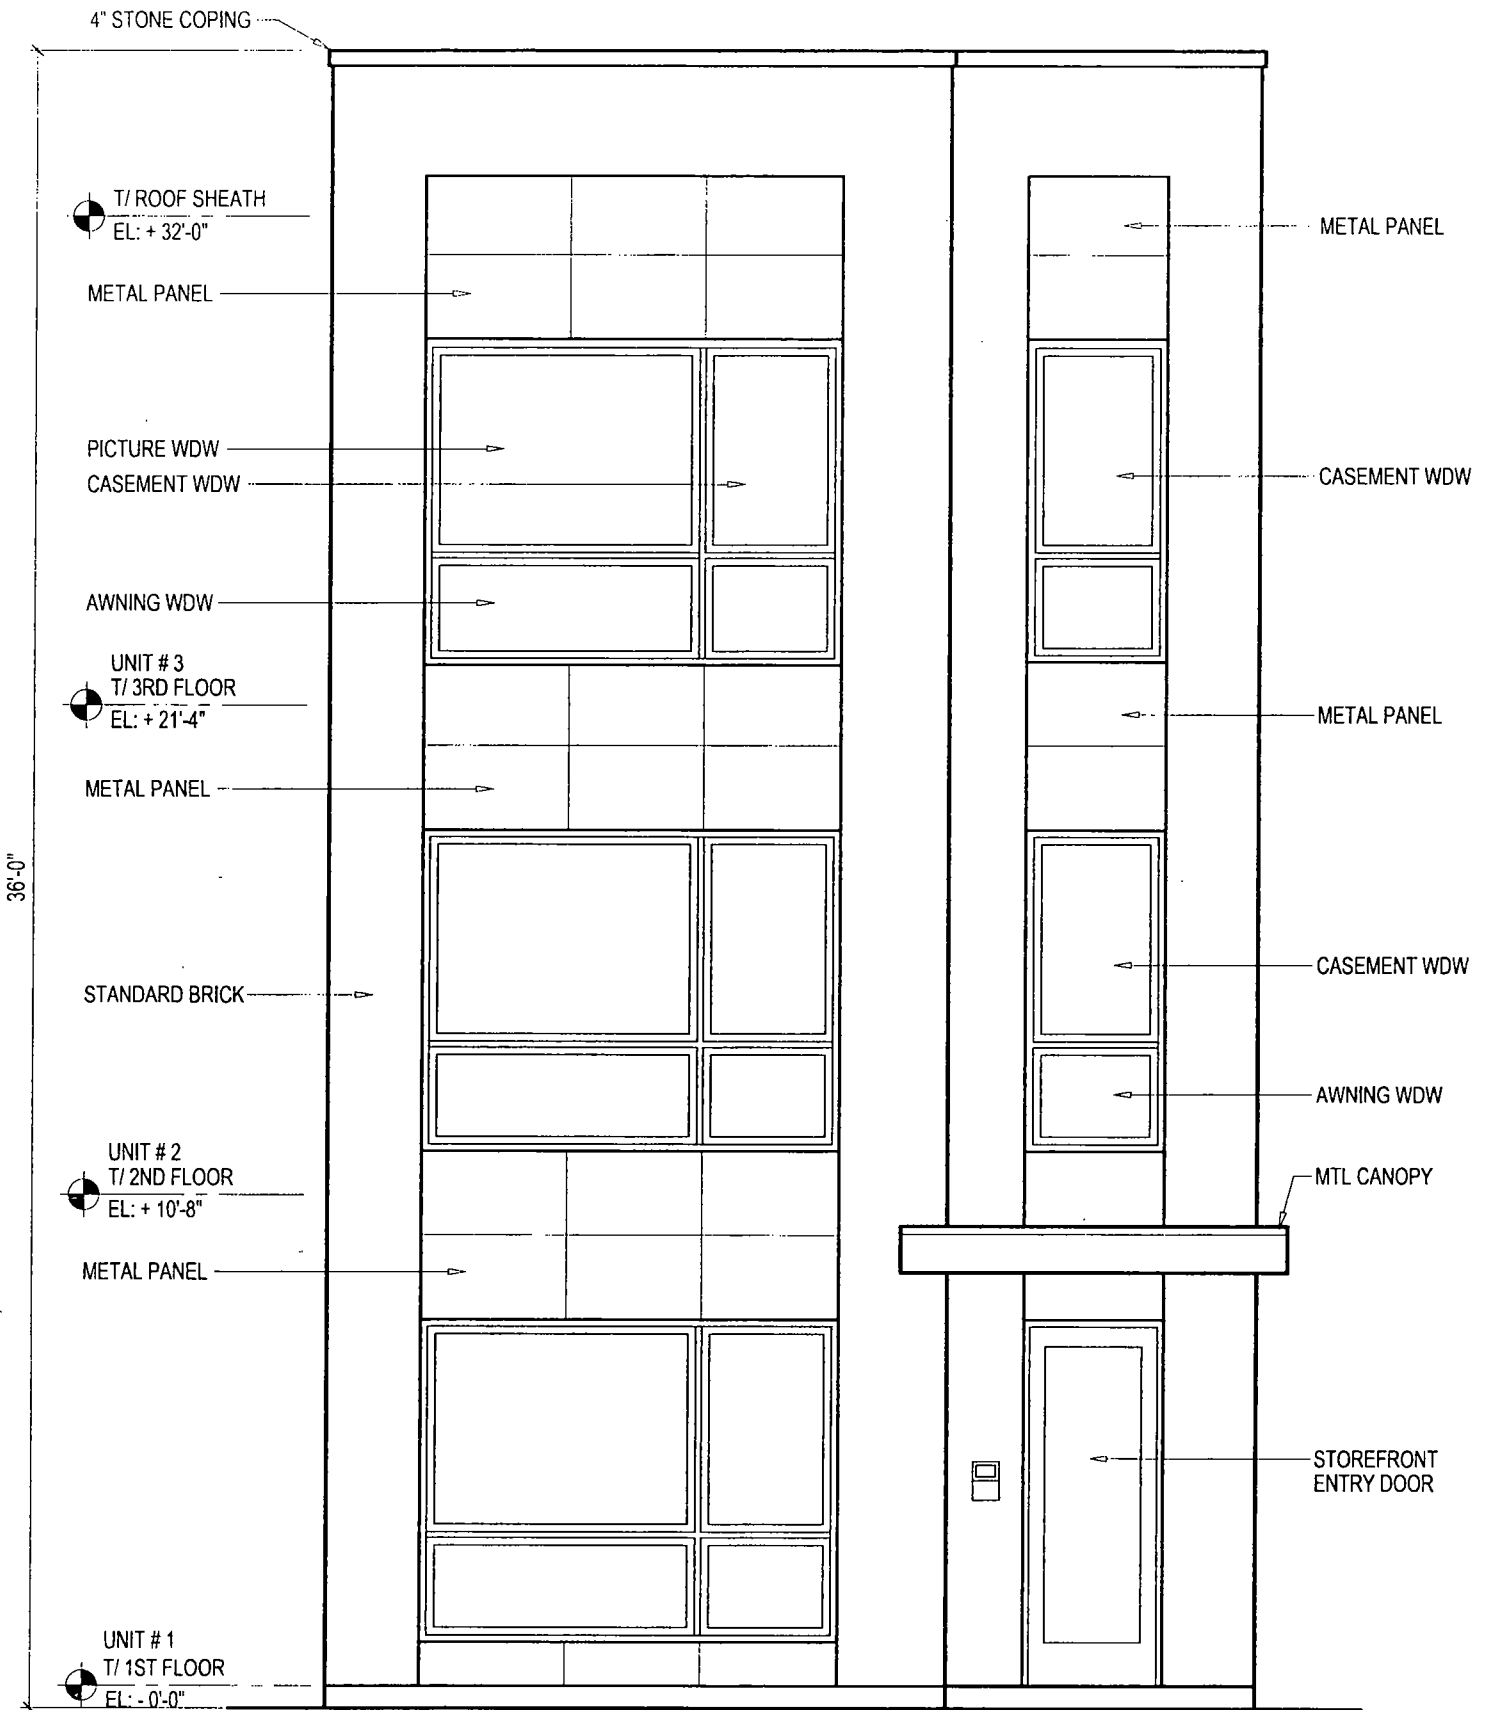 4" STONE COPING
T/ ROOF SHEATH
EL: + 32'-0"
METAL PANEL
METAL PANEL
PICTURE WDW
CASEMENT WDW
CASEMENT WDW
AWNING WDW
UNIT # 3
T/ 3RD FLOOR
EL: + 21'-4"
METAL PANEL
METAL PANEL
36'-0"
STANDARD BRICK
CASEMENT WDW
AWNING WDW
UNIT # 2
T/ 2ND FLOOR
EL: + 10'-8"
MTL CANOPY
METAL PANEL
STOREFRONT
ENTRY DOOR
UNIT # 1
T/ 1ST FLOOR
EL: - 0'-0"